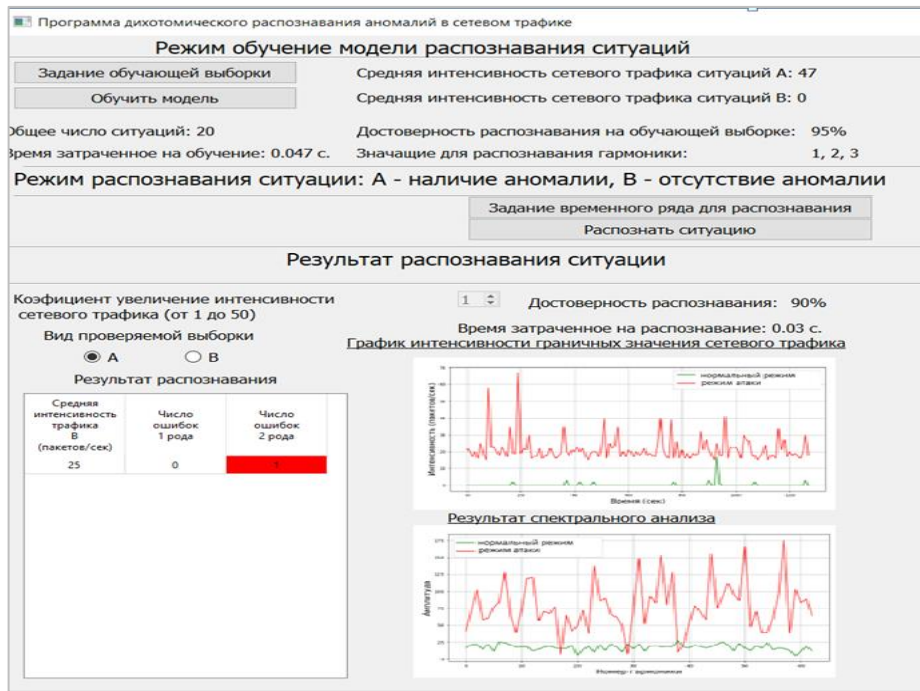 Программа дихотомического распознавания аномалий в сетевом трафике
Режим обучение модели распознавания ситуаций
Задание обучающей выборки
Средняя интенсивность сетевого трафика ситуаций А: 47
Обучить модель
Средняя интенсивность сетевого трафика ситуаций В: 0
Общее число ситуаций: 20
Достоверность распознавания на обучающей выборке: 95%
Время затраченное на обучение: 0.047 с.
Значащие для распознавания гармоники: 1, 2, 3
Режим распознавания ситуации: А - наличие аномалии, В - отсутствие аномалии
Задание временного ряда для распознавания
Распознать ситуацию
Результат распознавания ситуации
Коэфициент увеличение интенсивности
сетевого трафика (от 1 до 50)
1
Достоверность распознавания: 90%
Время затраченное на распознавание: 0.03 с.
Вид проверяемой выборки
А
В
Результат распознавания
Средняя
интенсивность
трафика
В
(пакетов/сек)
Число
ошибок
1 рода
Число
ошибок
2 рода
25
0
График интенсивности граничных значения сетевого трафика
нормальный режим
режим атаки
Интенсивность (пакетов/сек)
Время (сек)
Результат спектрального анализа
нормальный режим
режим атаки
Амплитуда
Номер гармоники